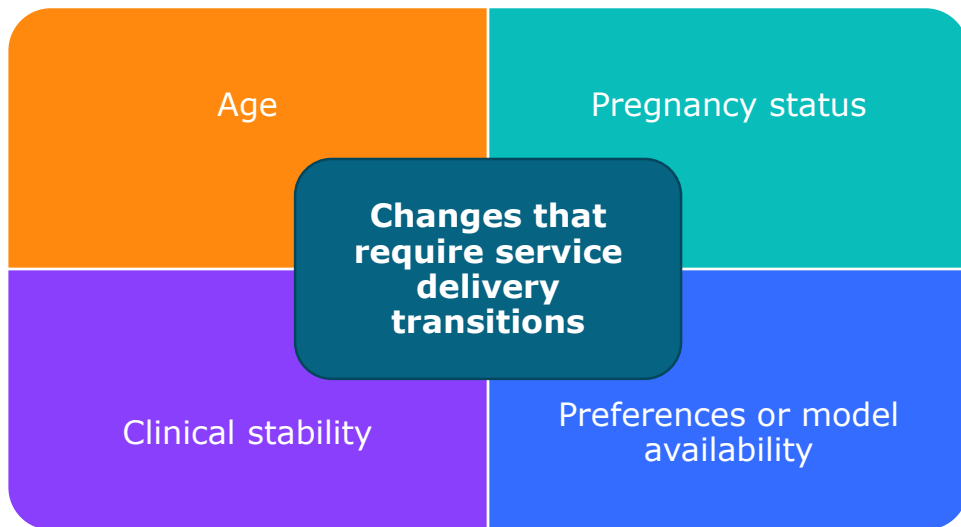 Age
Pregnancy status
Changes that
require service
delivery
transitions
Clinical stability
Preferences or model
availability